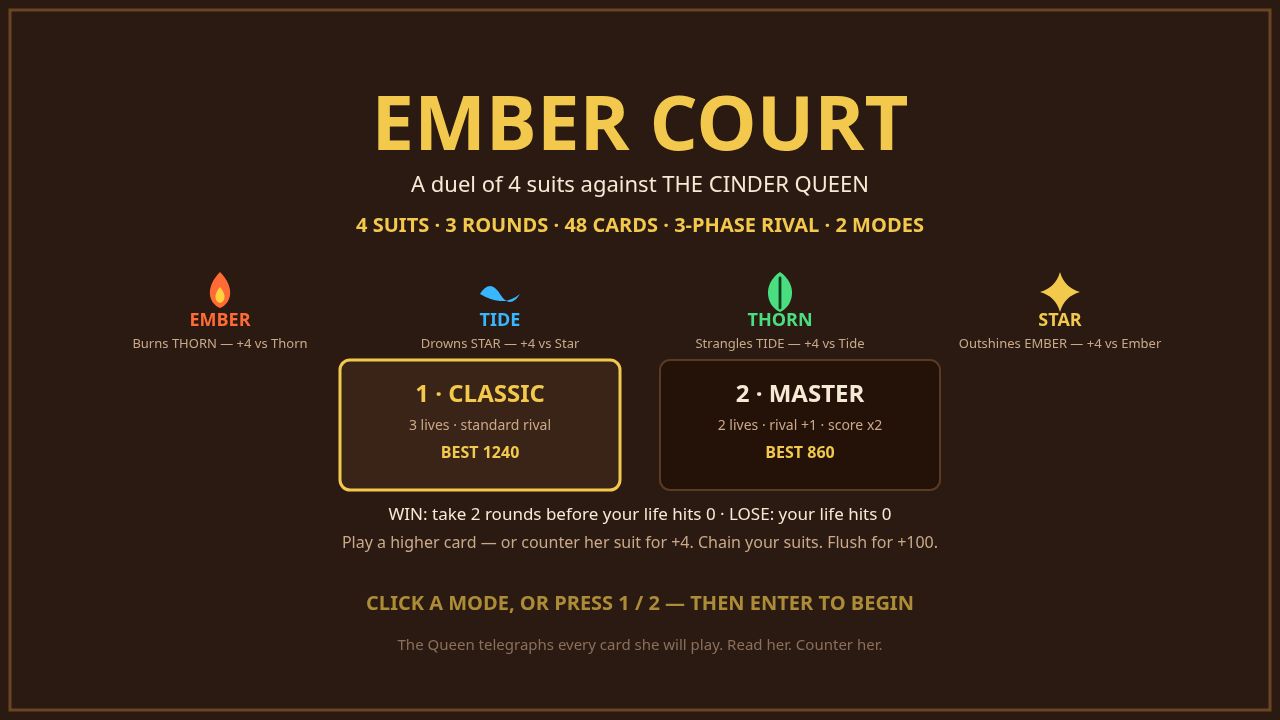 EMBER COURT
A duel of 4 suits against THE CINDER QUEEN
4 SUITS · 3 ROUNDS · 48 CARDS · 3-PHASE RIVAL · 2 MODES
EMBER
Burns THORN — +4 vs Thorn
TIDE
Drowns STAR — +4 vs Star
THORN
Strangles TIDE — +4 vs Tide
STAR
Outshines EMBER — +4 vs Ember
1 · CLASSIC
3 lives · standard rival
BEST 1240
2 · MASTER
2 lives · rival +1 · score x2
BEST 860
WIN: take 2 rounds before your life hits 0 · LOSE: your life hits 0
Play a higher card — or counter her suit for +4. Chain your suits. Flush for +100.
CLICK A MODE, OR PRESS 1 / 2 — THEN ENTER TO BEGIN
The Queen telegraphs every card she will play. Read her. Counter her.